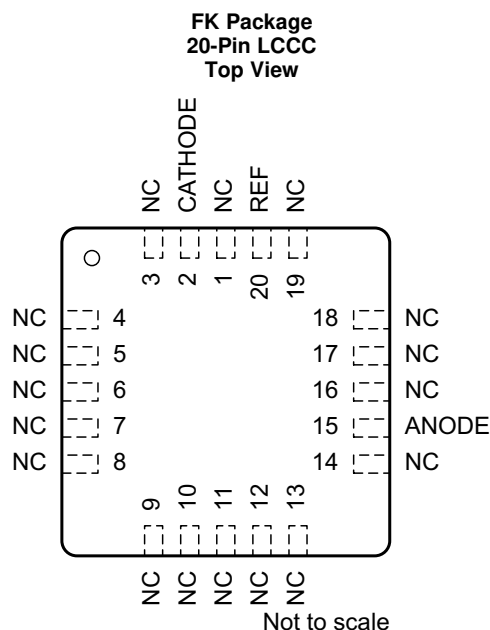 FK Package
20-Pin LCCC
Top View
NC
CATHODE
NC
REF
NC
3
2
1
20
19
NC 4
NC 5
NC 6
NC 7
NC 8
18 NC
17 NC
16 NC
15 ANODE
14 NC
9
10
11
12
13
NC
NC
NC
NC
NC
Not to scale